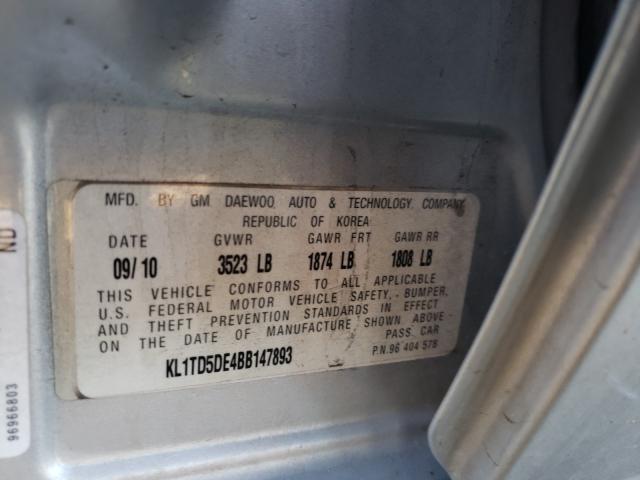 MFD. BY GM DAEWOO AUTO & TECHNOLOGY COMPANY
REPUBLIC OF KOREA
DATE GVWR GAWR FRT GAWR RR
09/10 3523 LB 1874 LB 1808 LB
THIS VEHICLE CONFORMS TO ALL APPLICABLE
U.S. FEDERAL MOTOR VEHICLE SAFETY, BUMPER,
AND THEFT PREVENTION STANDARDS IN EFFECT
ON THE DATE OF MANUFACTURE SHOWN ABOVE
PASS CAR
KL1TD5DE4BB147893
P.N.96 404 578
ND
96966803